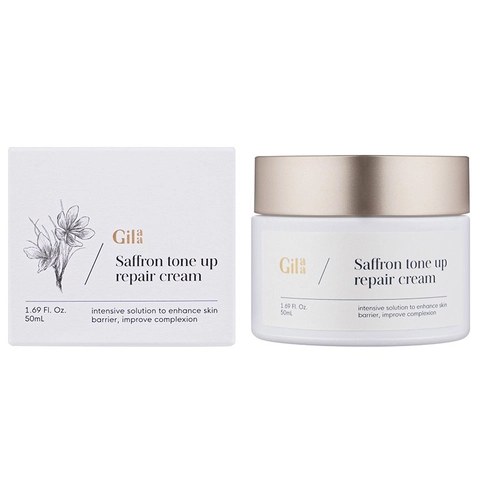 Gilaa
Saffron tone up
repair cream
1.69 Fl. Oz.
50mL
intensive solution to enhance skin
barrier, improve complexion
Gilaa
Saffron tone up
repair cream
1.69 Fl. Oz.
50mL
intensive solution to enhance skin
barrier, improve complexion